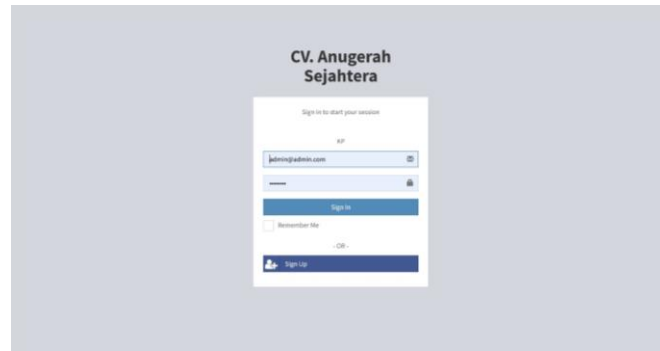 CV. Anugerah
Sejahtera
Sign in to start your session
KP
admin@admin.com
Sign In
Remember Me
- OR -
Sign Up